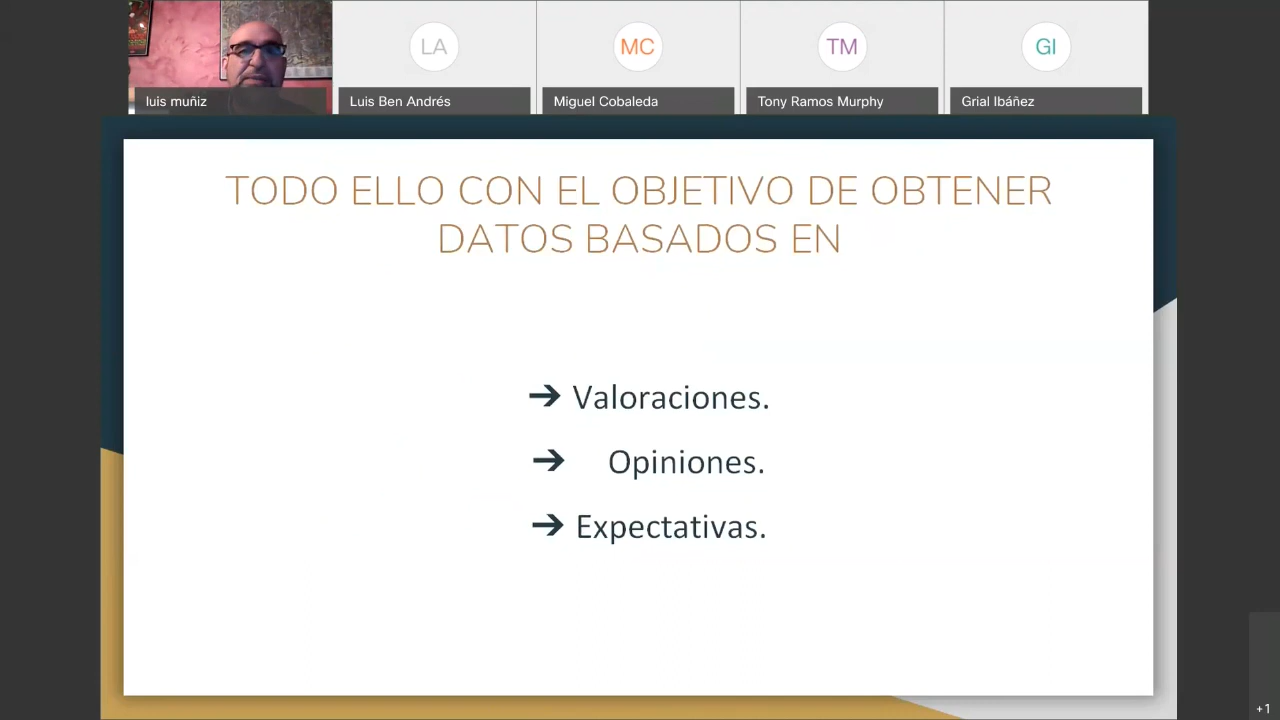 LA
MC
TM
GI
luis muñiz
Luis Ben Andrés
Miguel Cobaleda
Tony Ramos Murphy
Grial Ibáñez
TODO ELLO CON EL OBJETIVO DE OBTENER
DATOS BASADOS EN
➔ Valoraciones.
➔ Opiniones.
➔ Expectativas.
+1